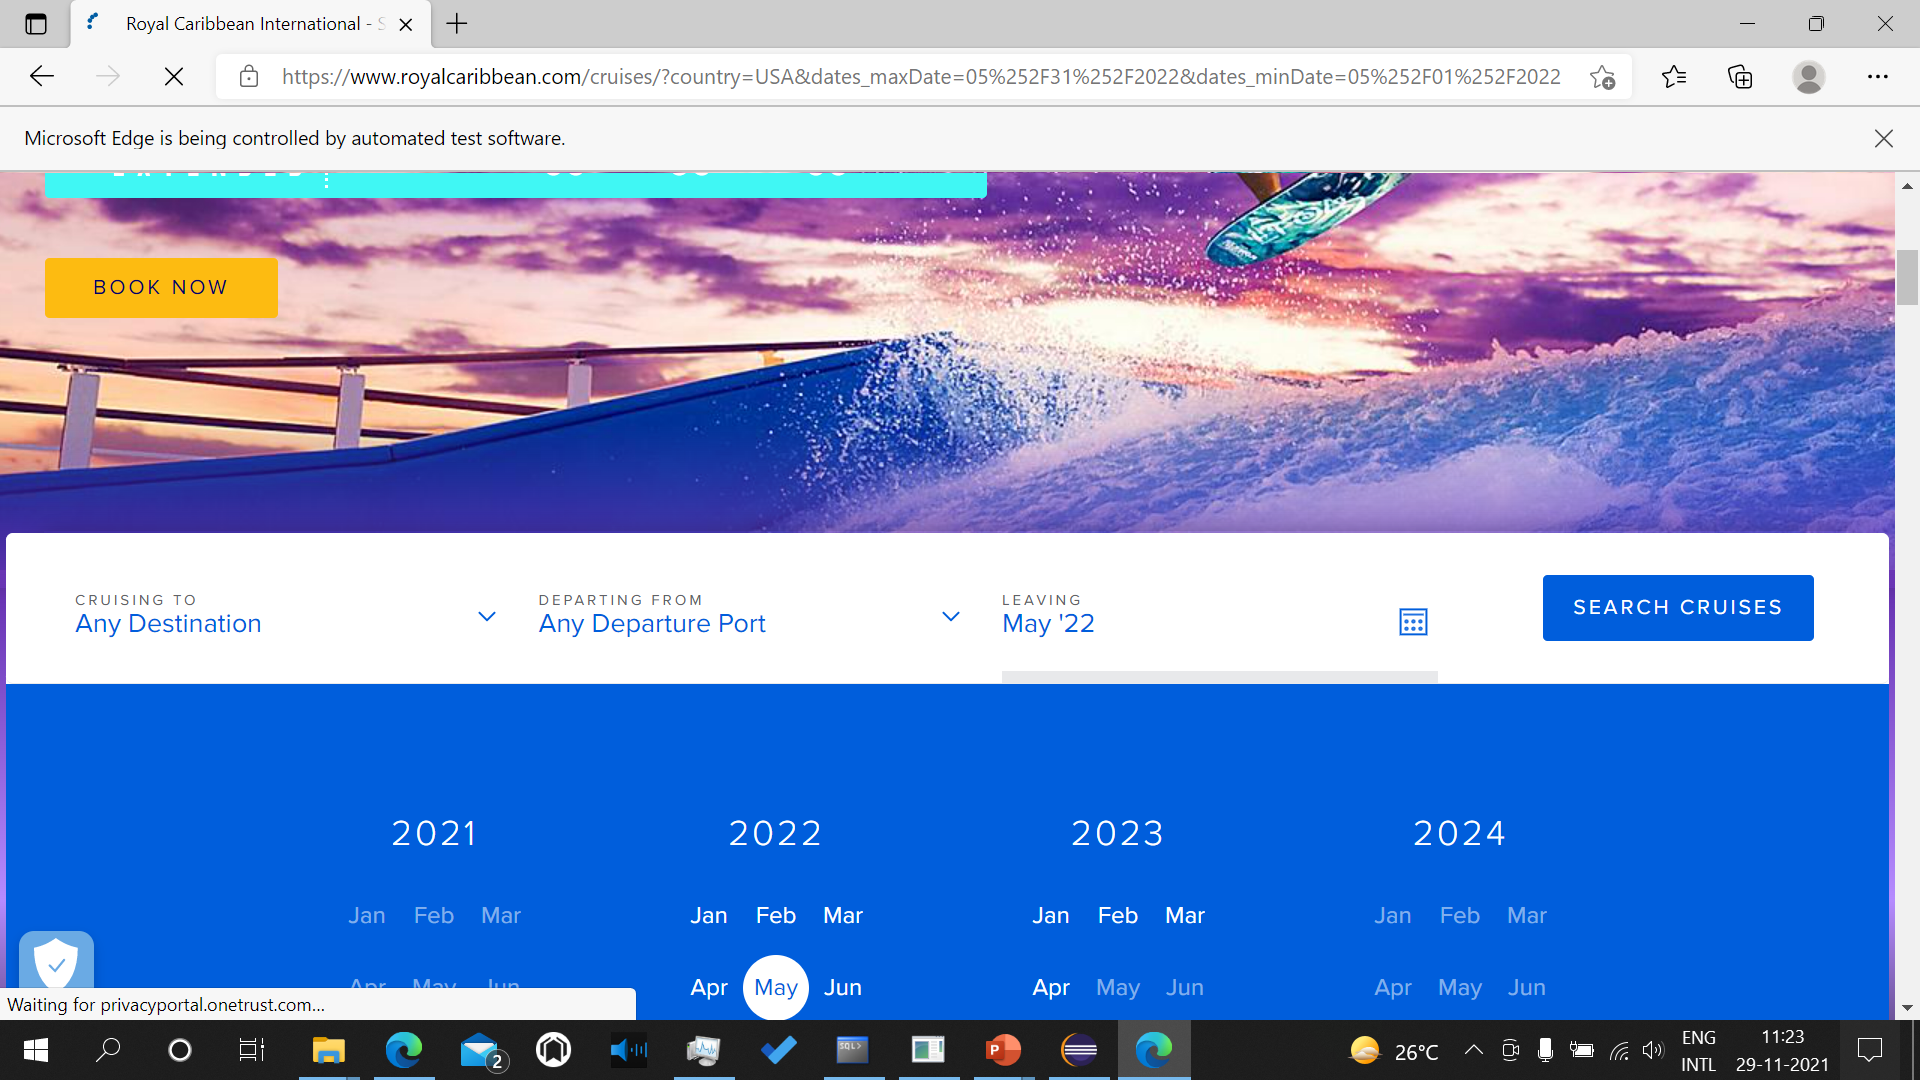 Royal Caribbean International - S
https://www.royalcaribbean.com/cruises/?country=USA&dates_maxDate=05%252F31%252F2022&dates_minDate=05%252F01%252F2022
Microsoft Edge is being controlled by automated test software.
BOOK NOW
CRUISING TO
Any Destination
DEPARTING FROM
Any Departure Port
LEAVING
May '22
SEARCH CRUISES
2021 2022 2023 2024
Jan Feb Mar Jan Feb Mar Jan Feb Mar Jan Feb Mar
Apr May Jun Apr May Jun Apr May Jun Apr May Jun
Waiting for privacyportal.onetrust.com...
2
SQL>
P
26°C
ENG
INTL
11:23
29-11-2021